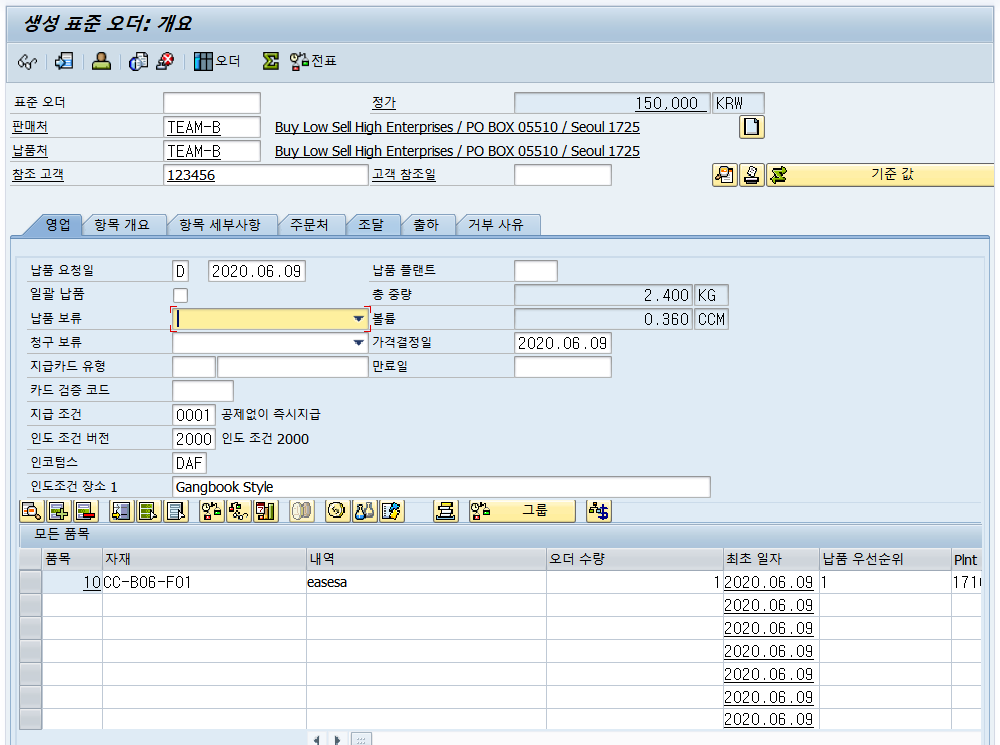 생성 표준 오더: 개요
오더 전표
표준 오더 정가 150,000 KRW
판매처 TEAM-B Buy Low Sell High Enterprises / PO BOX 05510 / Seoul 1725
납품처 TEAM-B Buy Low Sell High Enterprises / PO BOX 05510 / Seoul 1725
참조 고객 123456 고객 참조일 기준 값
영업 항목 개요 항목 세부사항 주문처 조달 출하 거부 사유
납품 요청일 D 2020.06.09 납품 플랜트
일괄 납품 총 중량 2.400 KG
납품 보류 볼륨 0.360 CCM
청구 보류 가격결정일 2020.06.09
지급카드 유형 만료일
카드 검증 코드
지급 조건 0001 공제없이 즉시지급
인도 조건 버전 2000 인도 조건 2000
인코텀스 DAF
인도조건 장소 1 Gangbook Style
그룹
모든 품목
품목 자재 내역 오더 수량 최초 일자 납품 우선순위 Plnt
10 CC-B06-F01 easesa 1 2020.06.09 1 171
2020.06.09
2020.06.09
2020.06.09
2020.06.09
2020.06.09
2020.06.09